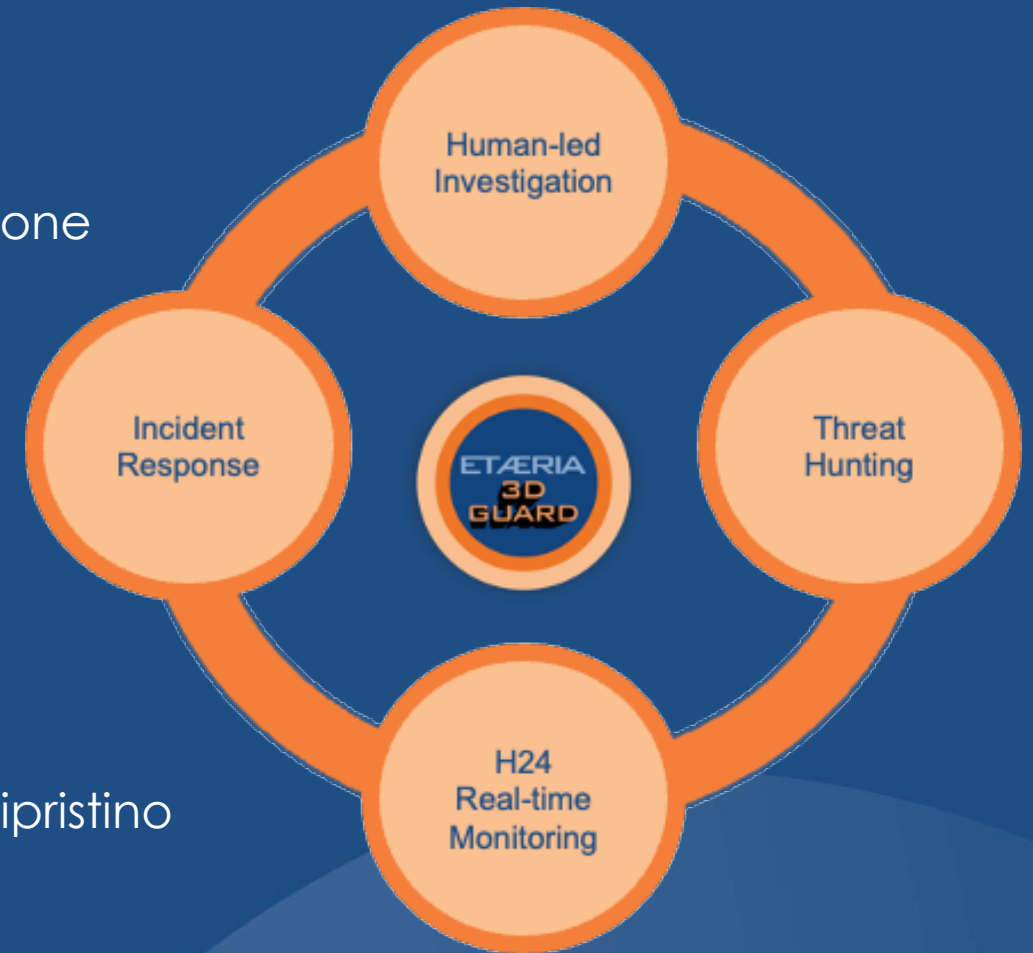 Human-led
Investigation
one
Incident
Response
Threat
Hunting
ETÆRIA
3D
GUARD
H24
Real-time
Monitoring
ipristino